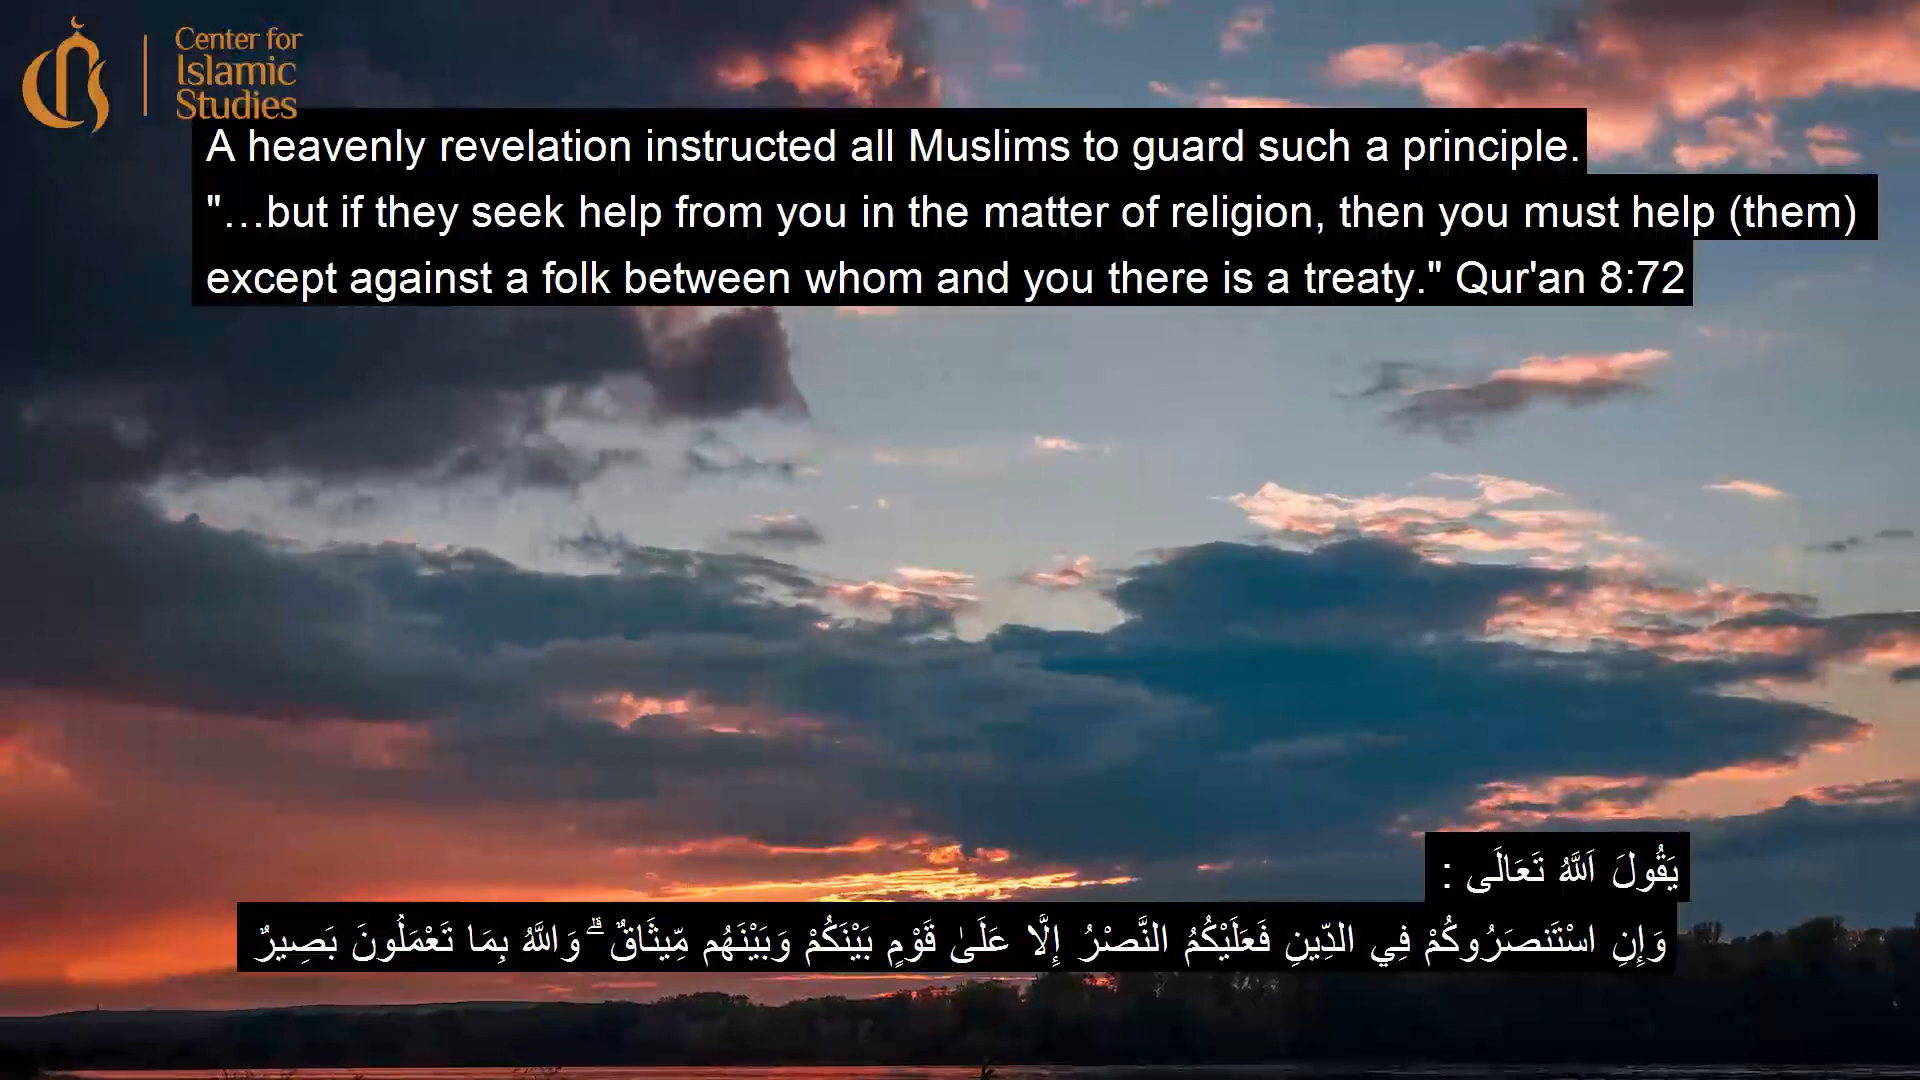 Center for
Islamic
Studies
A heavenly revelation instructed all Muslims to guard such a principle.
"…but if they seek help from you in the matter of religion, then you must help (them)
except against a folk between whom and you there is a treaty." Qur'an 8:72
يَقُولَ اَللَّهُ تَعَالَى :
وَإِنِ اسْتَنصَرُوكُمْ فِي الدِّينِ فَعَلَيْكُمُ النَّصْرُ إِلَّا عَلَىٰ قَوْمٍ بَيْنَكُمْ وَبَيْنَهُم مِّيثَاقٌ ۗ وَاللَّهُ بِمَا تَعْمَلُونَ بَصِيرٌ